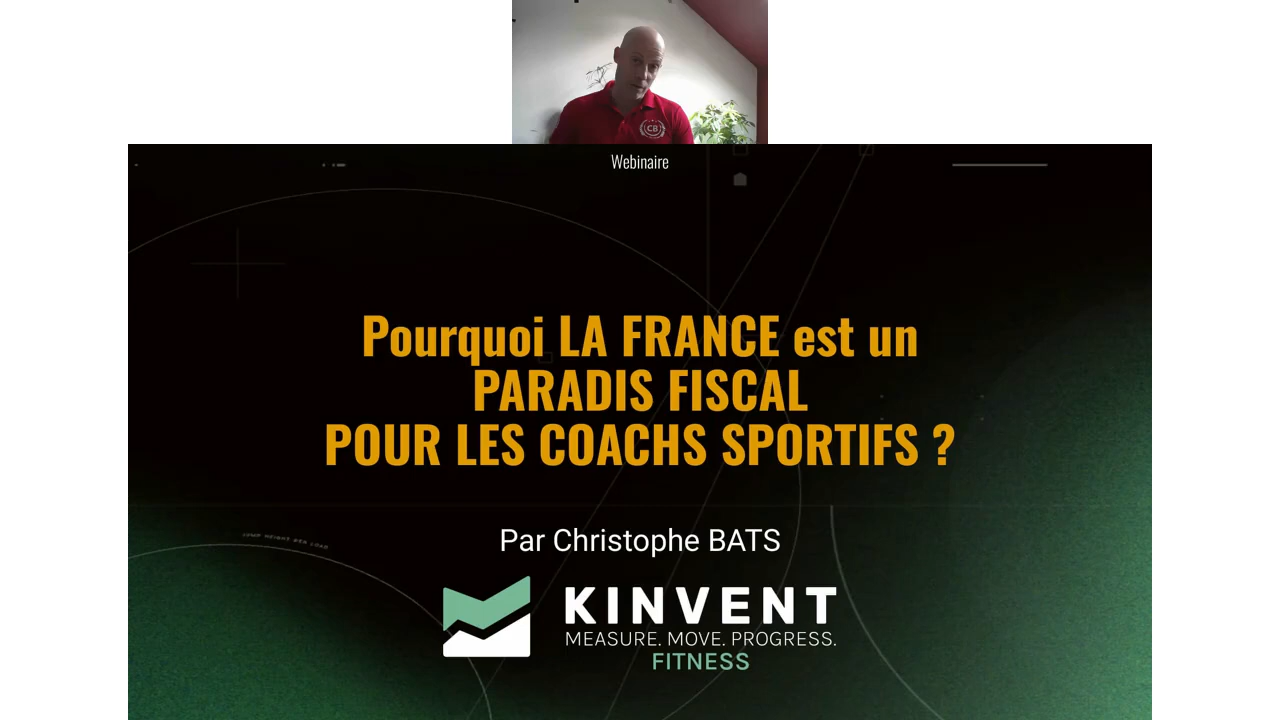 CB
Webinaire
Pourquoi LA FRANCE est un
PARADIS FISCAL
POUR LES COACHS SPORTIFS ?
Par Christophe BATS
KINVENT
MEASURE. MOVE. PROGRESS.
FITNESS